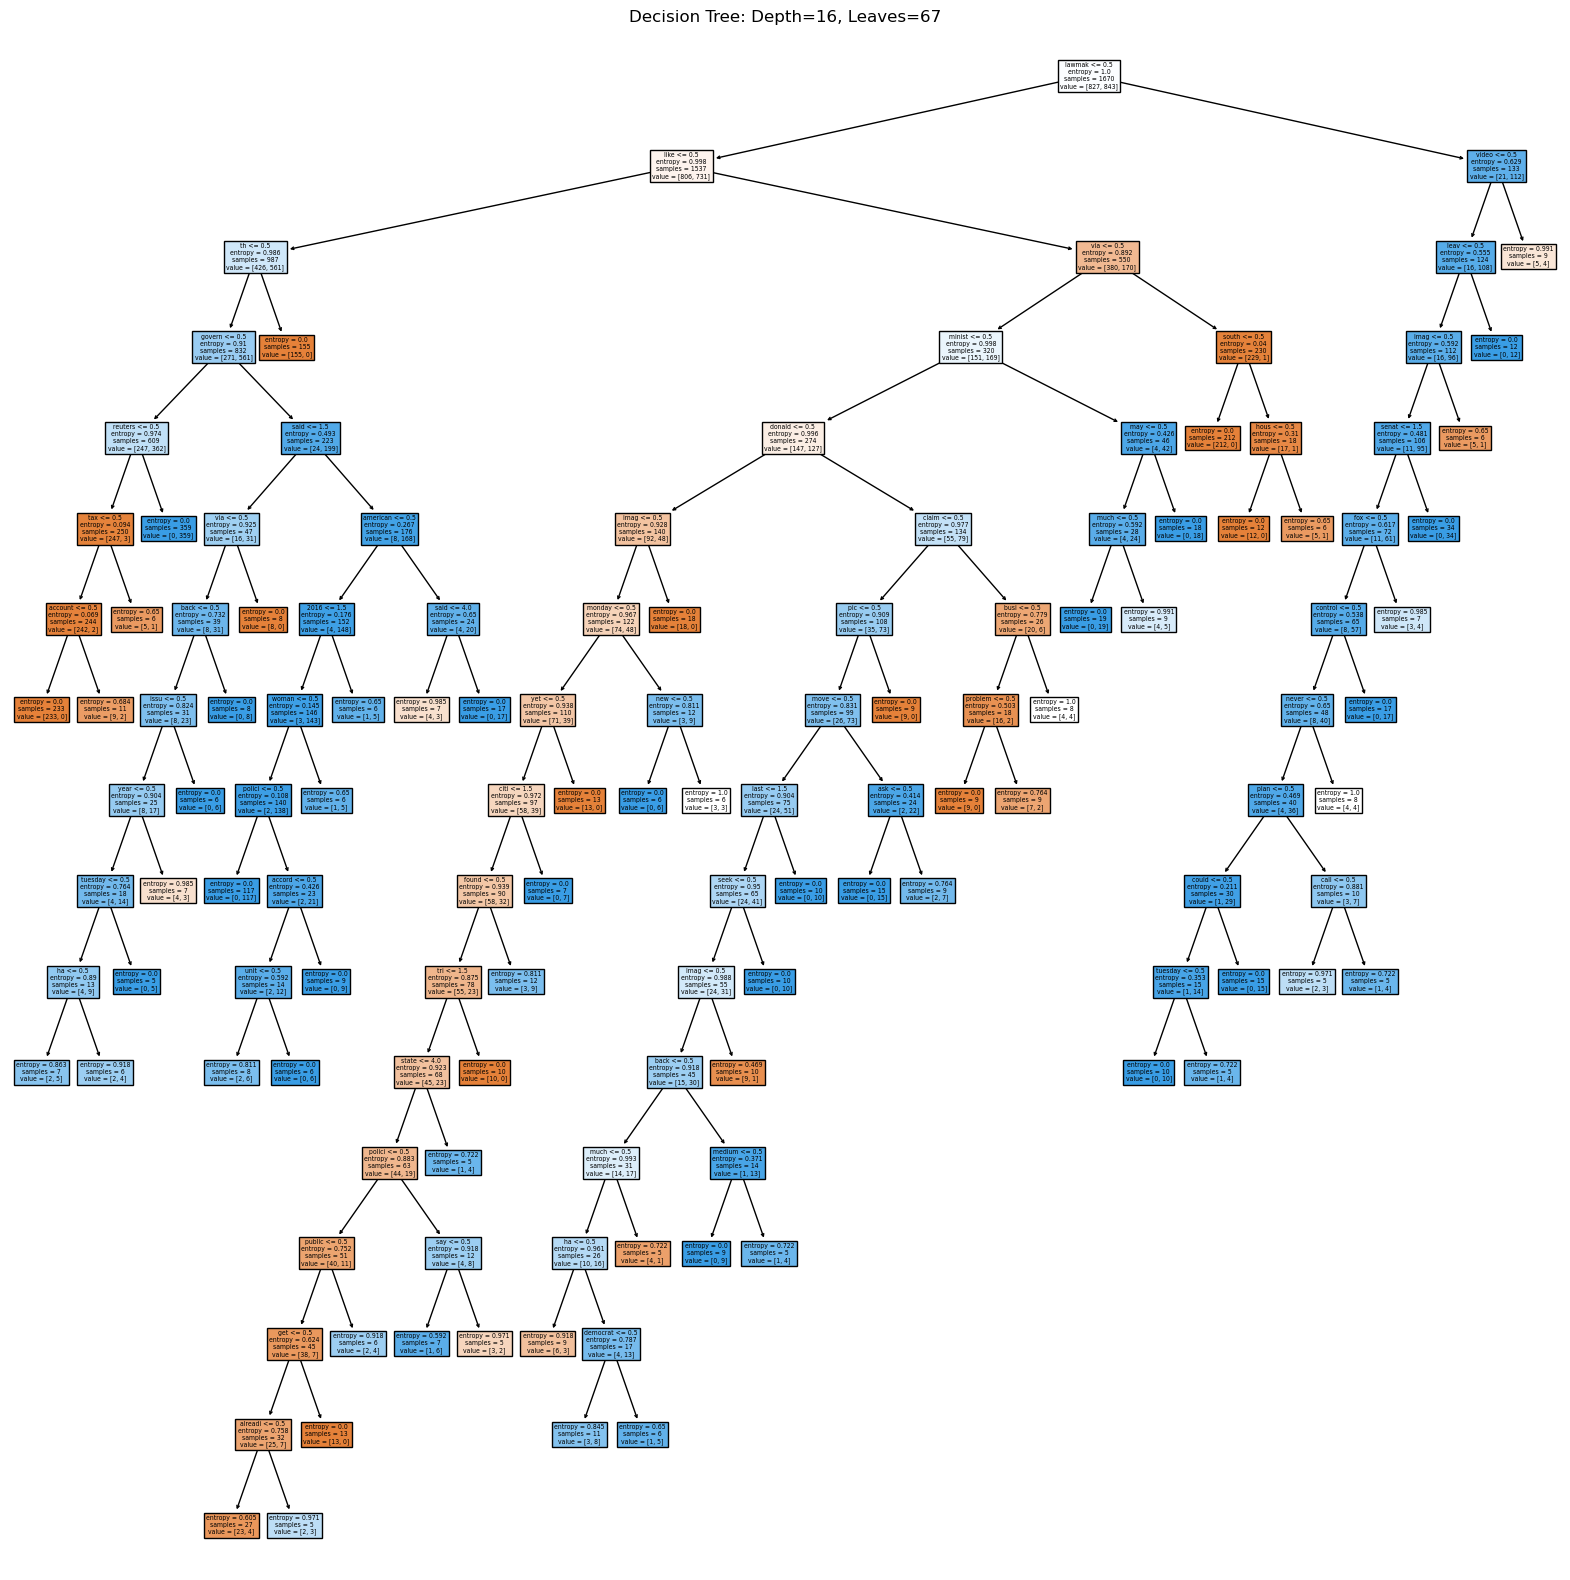 Decision Tree: Depth=16, Leaves=67
lawmak <= 0.5
entropy = 1.0
samples = 1670
value = [827, 843]
like <= 0.5
entropy = 0.998
samples = 1537
value = [806, 731]
video <= 0.5
entropy = 0.629
samples = 133
value = [21, 112]
th <= 0.5
entropy = 0.986
samples = 987
value = [426, 561]
via <= 0.5
entropy = 0.892
samples = 550
value = [380, 170]
leav <= 0.5
entropy = 0.555
samples = 124
value = [16, 108]
entropy = 0.991
samples = 9
value = [5, 4]
govern <= 0.5
entropy = 0.91
samples = 832
value = [271, 561]
entropy = 0.0
samples = 155
value = [155, 0]
minist <= 0.5
entropy = 0.998
samples = 320
value = [151, 169]
south <= 0.5
entropy = 0.04
samples = 230
value = [229, 1]
imag <= 0.5
entropy = 0.592
samples = 112
value = [16, 96]
entropy = 0.0
samples = 12
value = [0, 12]
reuters <= 0.5
entropy = 0.974
samples = 609
value = [247, 362]
said <= 1.5
entropy = 0.493
samples = 223
value = [24, 199]
donald <= 0.5
entropy = 0.996
samples = 274
value = [147, 127]
may <= 0.5
entropy = 0.426
samples = 46
value = [4, 42]
entropy = 0.0
samples = 212
value = [212, 0]
hous <= 0.5
entropy = 0.31
samples = 18
value = [17, 1]
senat <= 1.5
entropy = 0.481
samples = 106
value = [11, 95]
entropy = 0.65
samples = 6
value = [5, 1]
tax <= 0.5
entropy = 0.094
samples = 250
value = [247, 3]
entropy = 0.0
samples = 359
value = [0, 359]
via <= 0.5
entropy = 0.925
samples = 47
value = [16, 31]
american <= 0.5
entropy = 0.267
samples = 176
value = [8, 168]
imag <= 0.5
entropy = 0.928
samples = 140
value = [92, 48]
claim <= 0.5
entropy = 0.977
samples = 134
value = [55, 79]
much <= 0.5
entropy = 0.592
samples = 28
value = [4, 24]
entropy = 0.0
samples = 18
value = [0, 18]
entropy = 0.0
samples = 12
value = [12, 0]
entropy = 0.65
samples = 6
value = [5, 1]
fox <= 0.5
entropy = 0.617
samples = 72
value = [11, 61]
entropy = 0.0
samples = 34
value = [0, 34]
account <= 0.5
entropy = 0.069
samples = 244
value = [242, 2]
entropy = 0.65
samples = 6
value = [5, 1]
back <= 0.5
entropy = 0.732
samples = 39
value = [8, 31]
entropy = 0.0
samples = 8
value = [8, 0]
2016 <= 1.5
entropy = 0.176
samples = 152
value = [4, 148]
said <= 4.0
entropy = 0.65
samples = 24
value = [4, 20]
monday <= 0.5
entropy = 0.967
samples = 122
value = [74, 48]
entropy = 0.0
samples = 18
value = [18, 0]
pic <= 0.5
entropy = 0.909
samples = 108
value = [35, 73]
busi <= 0.5
entropy = 0.779
samples = 26
value = [20, 6]
entropy = 0.0
samples = 19
value = [0, 19]
entropy = 0.991
samples = 9
value = [4, 5]
control <= 0.5
entropy = 0.538
samples = 65
value = [8, 57]
entropy = 0.985
samples = 7
value = [3, 4]
entropy = 0.0
samples = 233
value = [233, 0]
entropy = 0.684
samples = 11
value = [9, 2]
issu <= 0.5
entropy = 0.824
samples = 31
value = [8, 23]
entropy = 0.0
samples = 8
value = [0, 8]
woman <= 0.5
entropy = 0.145
samples = 146
value = [3, 143]
entropy = 0.65
samples = 6
value = [1, 5]
entropy = 0.985
samples = 7
value = [4, 3]
entropy = 0.0
samples = 17
value = [0, 17]
yet <= 0.5
entropy = 0.938
samples = 110
value = [71, 39]
new <= 0.5
entropy = 0.811
samples = 12
value = [3, 9]
move <= 0.5
entropy = 0.831
samples = 99
value = [26, 73]
entropy = 0.0
samples = 9
value = [9, 0]
problem <= 0.5
entropy = 0.503
samples = 18
value = [16, 2]
entropy = 1.0
samples = 8
value = [4, 4]
never <= 0.5
entropy = 0.65
samples = 48
value = [8, 40]
entropy = 0.0
samples = 17
value = [0, 17]
year <= 0.5
entropy = 0.904
samples = 25
value = [8, 17]
entropy = 0.0
samples = 6
value = [0, 6]
polici <= 0.5
entropy = 0.108
samples = 140
value = [2, 138]
entropy = 0.65
samples = 6
value = [1, 5]
citi <= 1.5
entropy = 0.972
samples = 97
value = [58, 39]
entropy = 0.0
samples = 13
value = [13, 0]
entropy = 0.0
samples = 6
value = [0, 6]
entropy = 1.0
samples = 6
value = [3, 3]
last <= 1.5
entropy = 0.904
samples = 75
value = [24, 51]
ask <= 0.5
entropy = 0.414
samples = 24
value = [2, 22]
entropy = 0.0
samples = 9
value = [9, 0]
entropy = 0.764
samples = 9
value = [7, 2]
plan <= 0.5
entropy = 0.469
samples = 40
value = [4, 36]
entropy = 1.0
samples = 8
value = [4, 4]
tuesday <= 0.5
entropy = 0.764
samples = 18
value = [4, 14]
entropy = 0.985
samples = 7
value = [4, 3]
entropy = 0.0
samples = 117
value = [0, 117]
accord <= 0.5
entropy = 0.426
samples = 23
value = [2, 21]
found <= 0.5
entropy = 0.939
samples = 90
value = [58, 32]
entropy = 0.0
samples = 7
value = [0, 7]
seek <= 0.5
entropy = 0.95
samples = 65
value = [24, 41]
entropy = 0.0
samples = 10
value = [0, 10]
entropy = 0.0
samples = 15
value = [0, 15]
entropy = 0.764
samples = 9
value = [2, 7]
could <= 0.5
entropy = 0.211
samples = 30
value = [1, 29]
call <= 0.5
entropy = 0.881
samples = 10
value = [3, 7]
ha <= 0.5
entropy = 0.89
samples = 13
value = [4, 9]
entropy = 0.0
samples = 5
value = [0, 5]
unit <= 0.5
entropy = 0.592
samples = 14
value = [2, 12]
entropy = 0.0
samples = 9
value = [0, 9]
tri <= 1.5
entropy = 0.875
samples = 78
value = [55, 23]
entropy = 0.811
samples = 12
value = [3, 9]
imag <= 0.5
entropy = 0.988
samples = 55
value = [24, 31]
entropy = 0.0
samples = 10
value = [0, 10]
tuesday <= 0.5
entropy = 0.353
samples = 15
value = [1, 14]
entropy = 0.0
samples = 15
value = [0, 15]
entropy = 0.971
samples = 5
value = [2, 3]
entropy = 0.722
samples = 5
value = [1, 4]
entropy = 0.863
samples = 7
value = [2, 5]
entropy = 0.918
samples = 6
value = [2, 4]
entropy = 0.811
samples = 8
value = [2, 6]
entropy = 0.0
samples = 6
value = [0, 6]
state <= 4.0
entropy = 0.923
samples = 68
value = [45, 23]
entropy = 0.0
samples = 10
value = [10, 0]
back <= 0.5
entropy = 0.918
samples = 45
value = [15, 30]
entropy = 0.469
samples = 10
value = [9, 1]
entropy = 0.0
samples = 10
value = [0, 10]
entropy = 0.722
samples = 5
value = [1, 4]
polici <= 0.5
entropy = 0.883
samples = 63
value = [44, 19]
entropy = 0.722
samples = 5
value = [1, 4]
much <= 0.5
entropy = 0.993
samples = 31
value = [14, 17]
medium <= 0.5
entropy = 0.371
samples = 14
value = [1, 13]
public <= 0.5
entropy = 0.752
samples = 51
value = [40, 11]
say <= 0.5
entropy = 0.918
samples = 12
value = [4, 8]
ha <= 0.5
entropy = 0.961
samples = 26
value = [10, 16]
entropy = 0.722
samples = 5
value = [4, 1]
entropy = 0.0
samples = 9
value = [0, 9]
entropy = 0.722
samples = 5
value = [1, 4]
get <= 0.5
entropy = 0.624
samples = 45
value = [38, 7]
entropy = 0.918
samples = 6
value = [2, 4]
entropy = 0.592
samples = 7
value = [1, 6]
entropy = 0.971
samples = 5
value = [3, 2]
entropy = 0.918
samples = 9
value = [6, 3]
democrat <= 0.5
entropy = 0.787
samples = 17
value = [4, 13]
alreadi <= 0.5
entropy = 0.758
samples = 32
value = [25, 7]
entropy = 0.0
samples = 13
value = [13, 0]
entropy = 0.845
samples = 11
value = [3, 8]
entropy = 0.65
samples = 6
value = [1, 5]
entropy = 0.605
samples = 27
value = [23, 4]
entropy = 0.971
samples = 5
value = [2, 3]